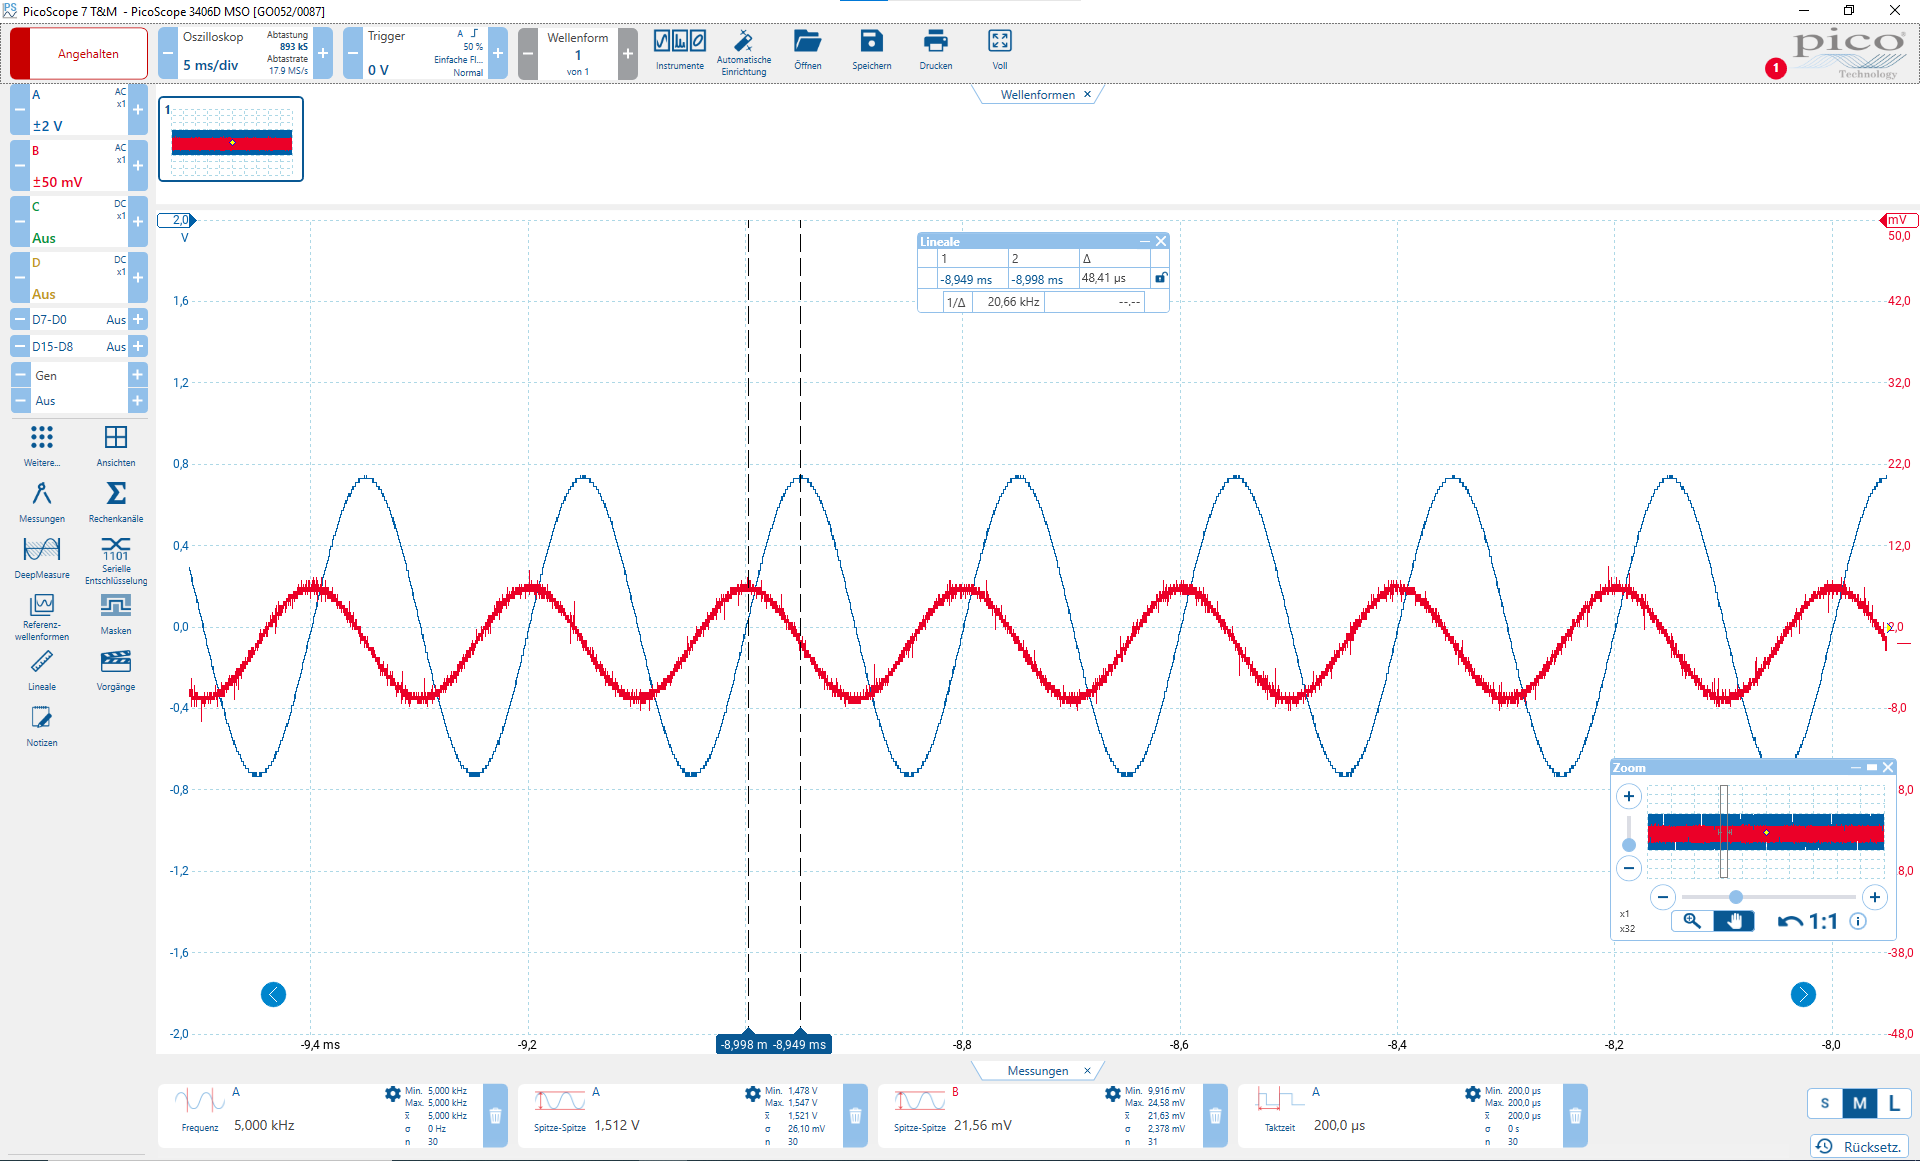 PicoScope 7 T&M - PicoScope 3406D MSO [GO052/0087]
Angehalten
Oszilloskop
5 ms/div
Abtastung
893 kS
Abtastrate
17.9 MS/s
Trigger
0 V
A
50 %
Einfache Fl...
Normal
Wellenform
1
von 1
Instrumente
Automatische
Einrichtung
Öffnen
Speichern
Drucken
Voll
1
pico
Technology
A
AC
x1
±2 V
B
AC
x1
±50 mV
C
DC
x1
Aus
D
DC
x1
Aus
D7-D0 Aus
D15-D8 Aus
Gen
Aus
Weitere...
Ansichten
Messungen
Rechenkanäle
DeepMeasure
1101
Serielle
Entschlüsselung
Referenz-
wellenformen
Masken
Lineale
Vorgänge
Notizen
Wellenformen ×
1
2,0
V
1,6
1,2
0,8
0,4
0,0
-0,4
-0,8
-1,2
-1,6
-2,0
mV
50,0
42,0
32,0
22,0
12,0
2,0
-8,0
8,0
8,0
-38,0
-48,0
Lineale
1 2 Δ
-8,949 ms -8,998 ms 48,41 µs
1/Δ 20,66 kHz --.--
Zoom
x1
x32
1:1
-9,4 ms
-9,2
-8,998 m
-8,949 ms
-8,8
-8,6
-8,4
-8,2
-8,0
Messungen ×
A
Frequenz 5,000 kHz
Min. 5,000 kHz
Max. 5,000 kHz
x̄ 5,000 kHz
σ 0 Hz
n 30
A
Spitze-Spitze 1,512 V
Min. 1,478 V
Max. 1,547 V
x̄ 1,521 V
σ 26,10 mV
n 30
B
Spitze-Spitze 21,56 mV
Min. 9,916 mV
Max. 24,58 mV
x̄ 21,63 mV
σ 2,378 mV
n 31
A
Taktzeit 200,0 µs
Min. 200,0 µs
Max. 200,0 µs
x̄ 200,0 µs
σ 0 s
n 30
S M L
Rücksetz.